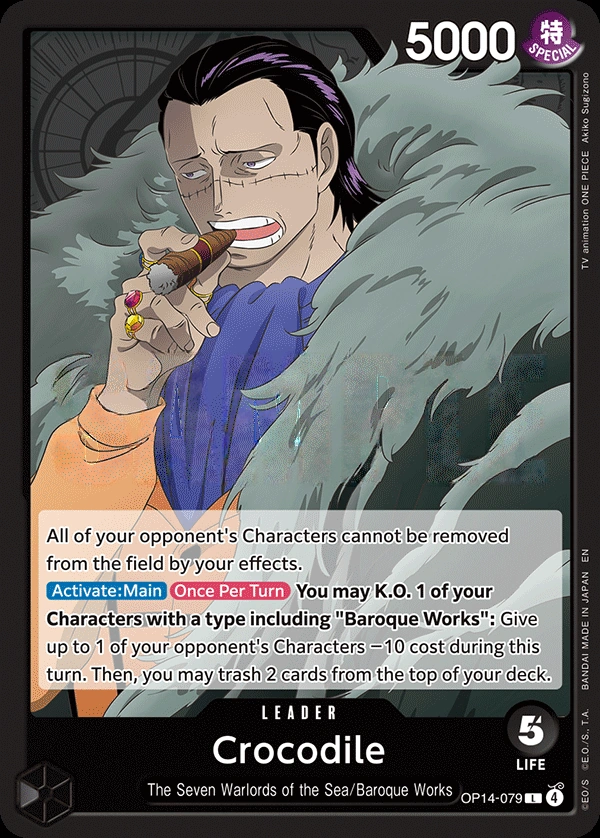 5000
特
SPECIAL
All of your opponent's Characters cannot be removed
from the field by your effects.
Activate:Main Once Per Turn You may K.O. 1 of your
Characters with a type including "Baroque Works": Give
up to 1 of your opponent's Characters −10 cost during this
turn. Then, you may trash 2 cards from the top of your deck.
LEADER
Crocodile
5
LIFE
The Seven Warlords of the Sea/Baroque Works
OP14-079 L 4
TV animation ONE PIECE Akiko Sugizono
©EO/S ©E.O./S., T.A. BANDAI MADE IN JAPAN EN